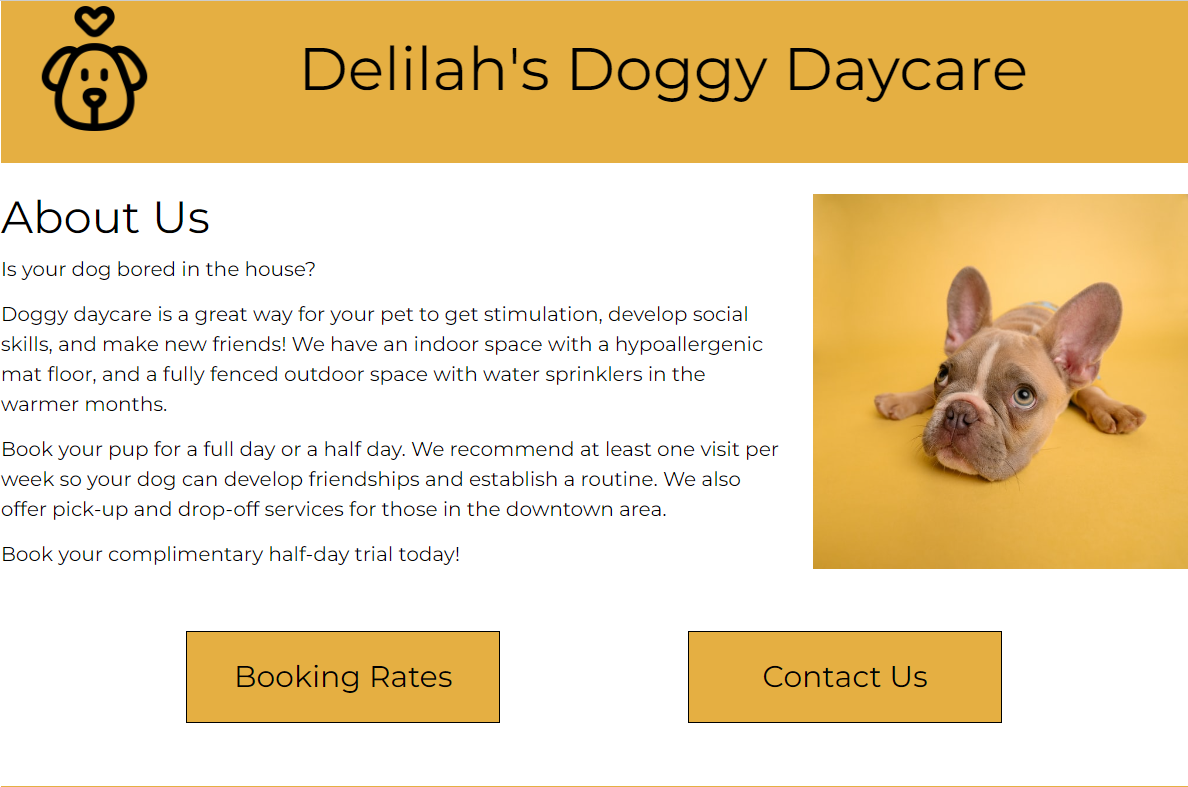 Delilah's Doggy Daycare
About Us
Is your dog bored in the house?
Doggy daycare is a great way for your pet to get stimulation, develop social
skills, and make new friends! We have an indoor space with a hypoallergenic
mat floor, and a fully fenced outdoor space with water sprinklers in the
warmer months.
Book your pup for a full day or a half day. We recommend at least one visit per
week so your dog can develop friendships and establish a routine. We also
offer pick-up and drop-off services for those in the downtown area.
Book your complimentary half-day trial today!
Booking Rates
Contact Us